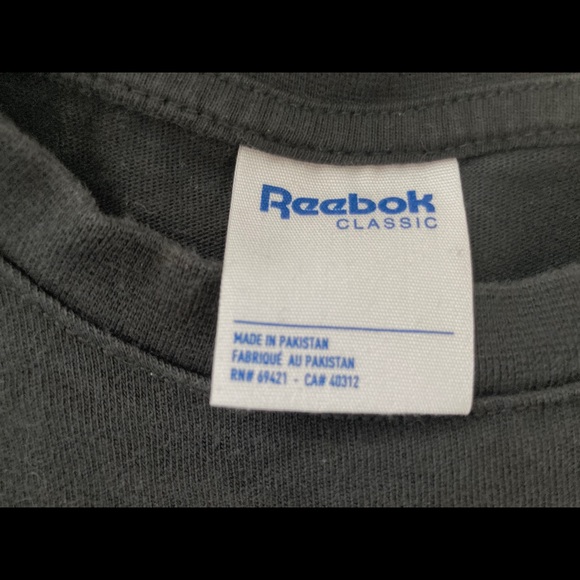 Reebok
CLASSIC
MADE IN PAKISTAN
FABRIQUÉ AU PAKISTAN
RN# 69421 - CA# 40312